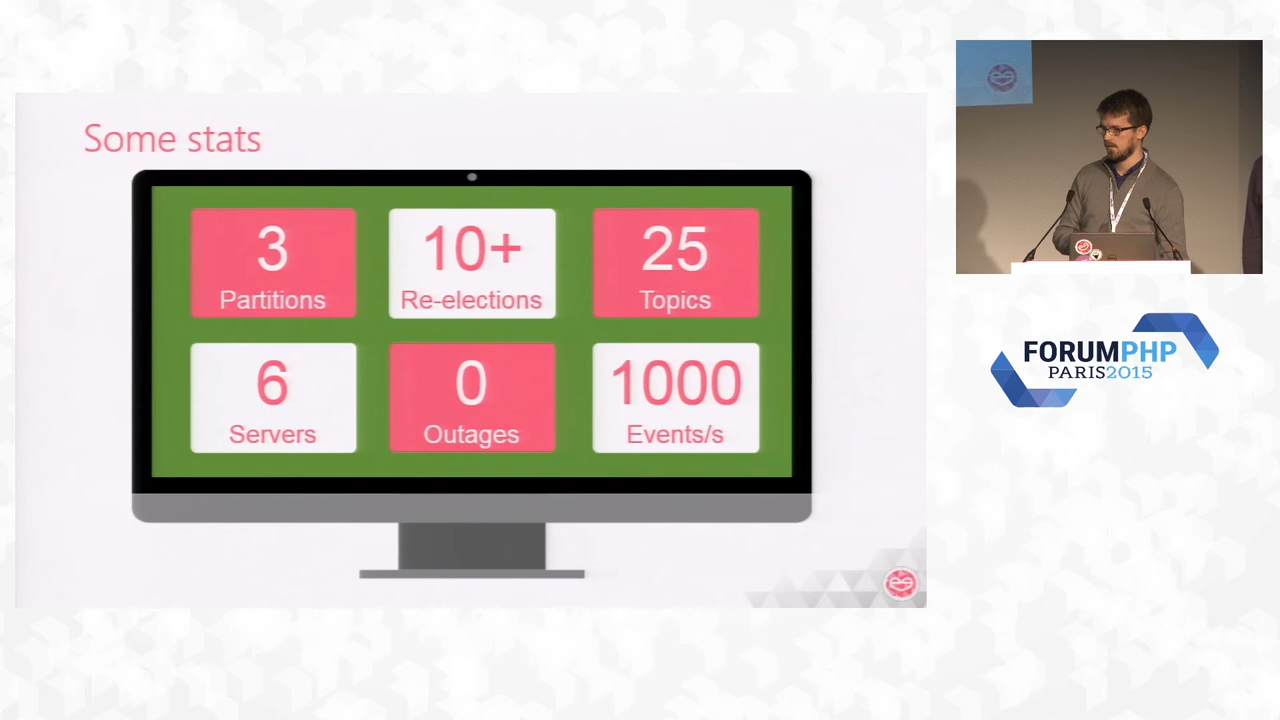 Some stats
3
Partitions
10+
Re-elections
25
Topics
6
Servers
0
Outages
1000
Events/s
FORUMPHP
PARIS2015